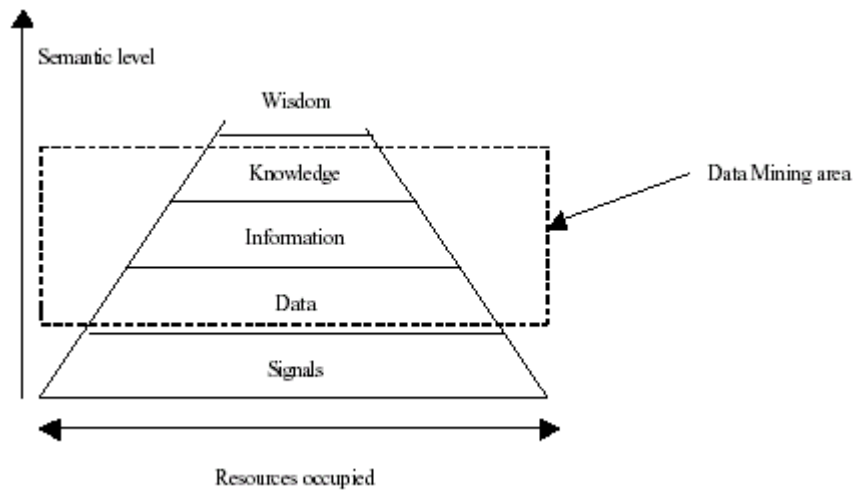 Semantic level
Wisdom
Knowledge
Data Mining area
Information
Data
Signals
Resources occupied